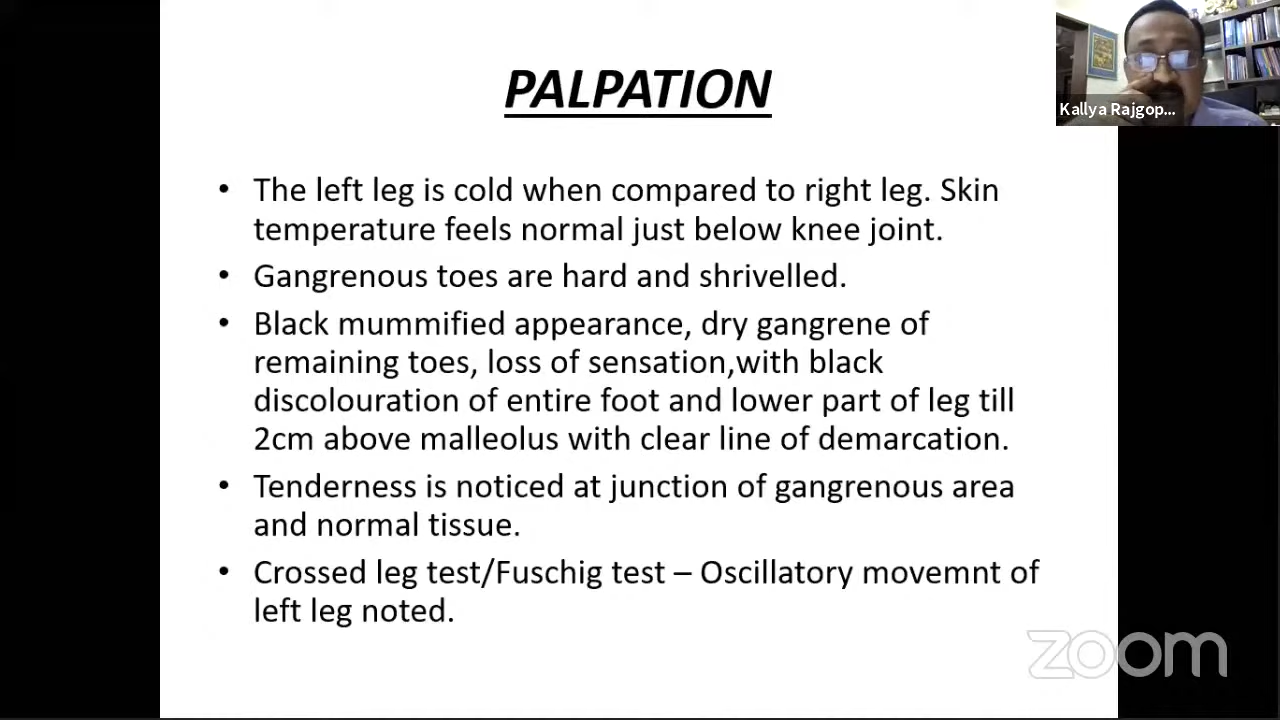 PALPATION
Kallya Rajgop...
• The left leg is cold when compared to right leg. Skin
temperature feels normal just below knee joint.
• Gangrenous toes are hard and shrivelled.
• Black mummified appearance, dry gangrene of
remaining toes, loss of sensation,with black
discolouration of entire foot and lower part of leg till
2cm above malleolus with clear line of demarcation.
• Tenderness is noticed at junction of gangrenous area
and normal tissue.
• Crossed leg test/Fuschig test – Oscillatory movemnt of
left leg noted.
zoom